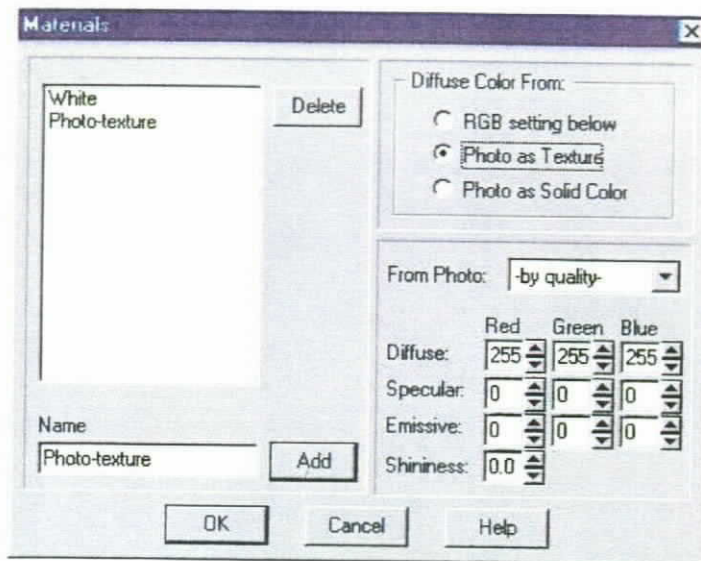 Materials
White
Photo-texture
Delete
Name
Photo-texture
Add
Diffuse Color From:
RGB setting below
Photo as Texture
Photo as Solid Color
From Photo: -by quality-
Red Green Blue
Diffuse: 255 255 255
Specular: 0 0 0
Emissive: 0 0 0
Shininess: 0.0
OK Cancel Help